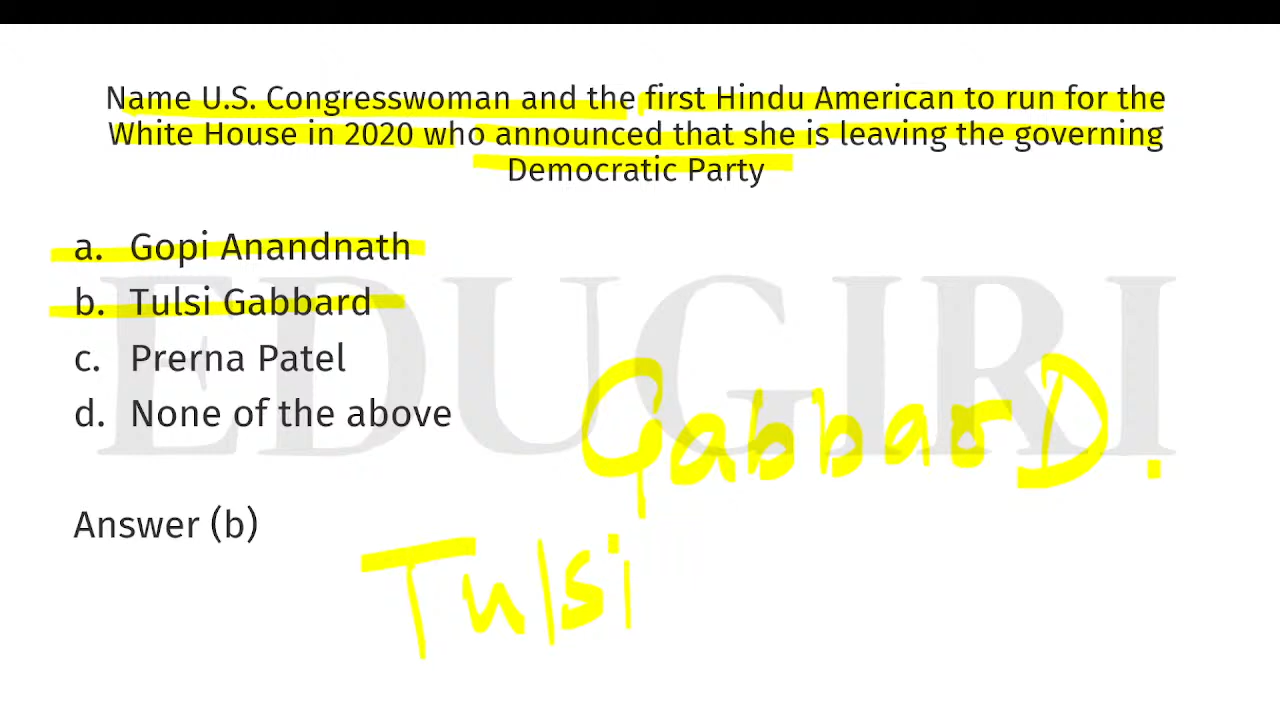 Name U.S. Congresswoman and the first Hindu American to run for the
White House in 2020 who announced that she is leaving the governing
Democratic Party
a. Gopi Anandnath
b. Tulsi Gabbard
c. Prerna Patel
d. None of the above
EDUGIRI
GabbarD.
Answer (b)
Tulsi